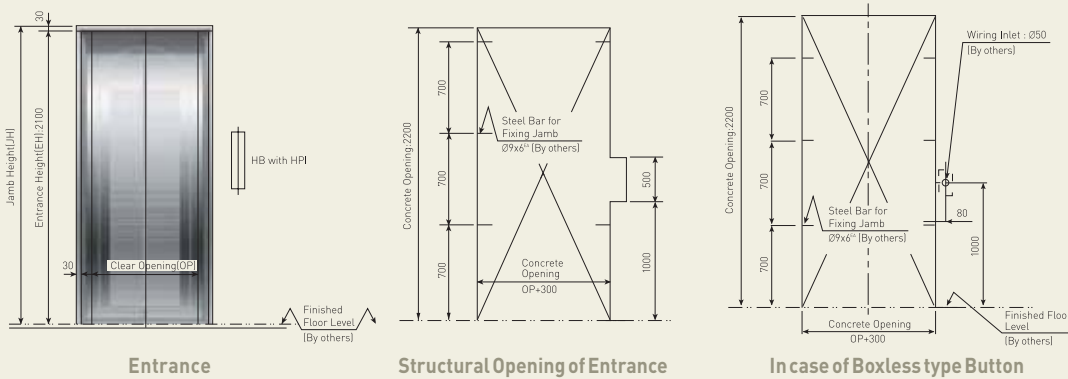 30
Jamb Height(JH)
Entrance Height(EH):2100
HB with HPI
30
Clear Opening(OP)
Finished
Floor Level
(By others)
Entrance
Concrete Opening:2200
700
700
700
Steel Bar for
Fixing Jamb
Ø9x6ᵉᵃ (By others)
500
1000
Concrete
Opening
OP+300
Structural Opening of Entrance
Concrete Opening:2200
700
700
700
Wiring Inlet : Ø50
(By others)
Steel Bar for
Fixing Jamb
Ø9x6ᵉᵃ (By others)
80
1000
Concrete Opening
OP+300
Finished Floo
Level
(By others)
In case of Boxless type Button